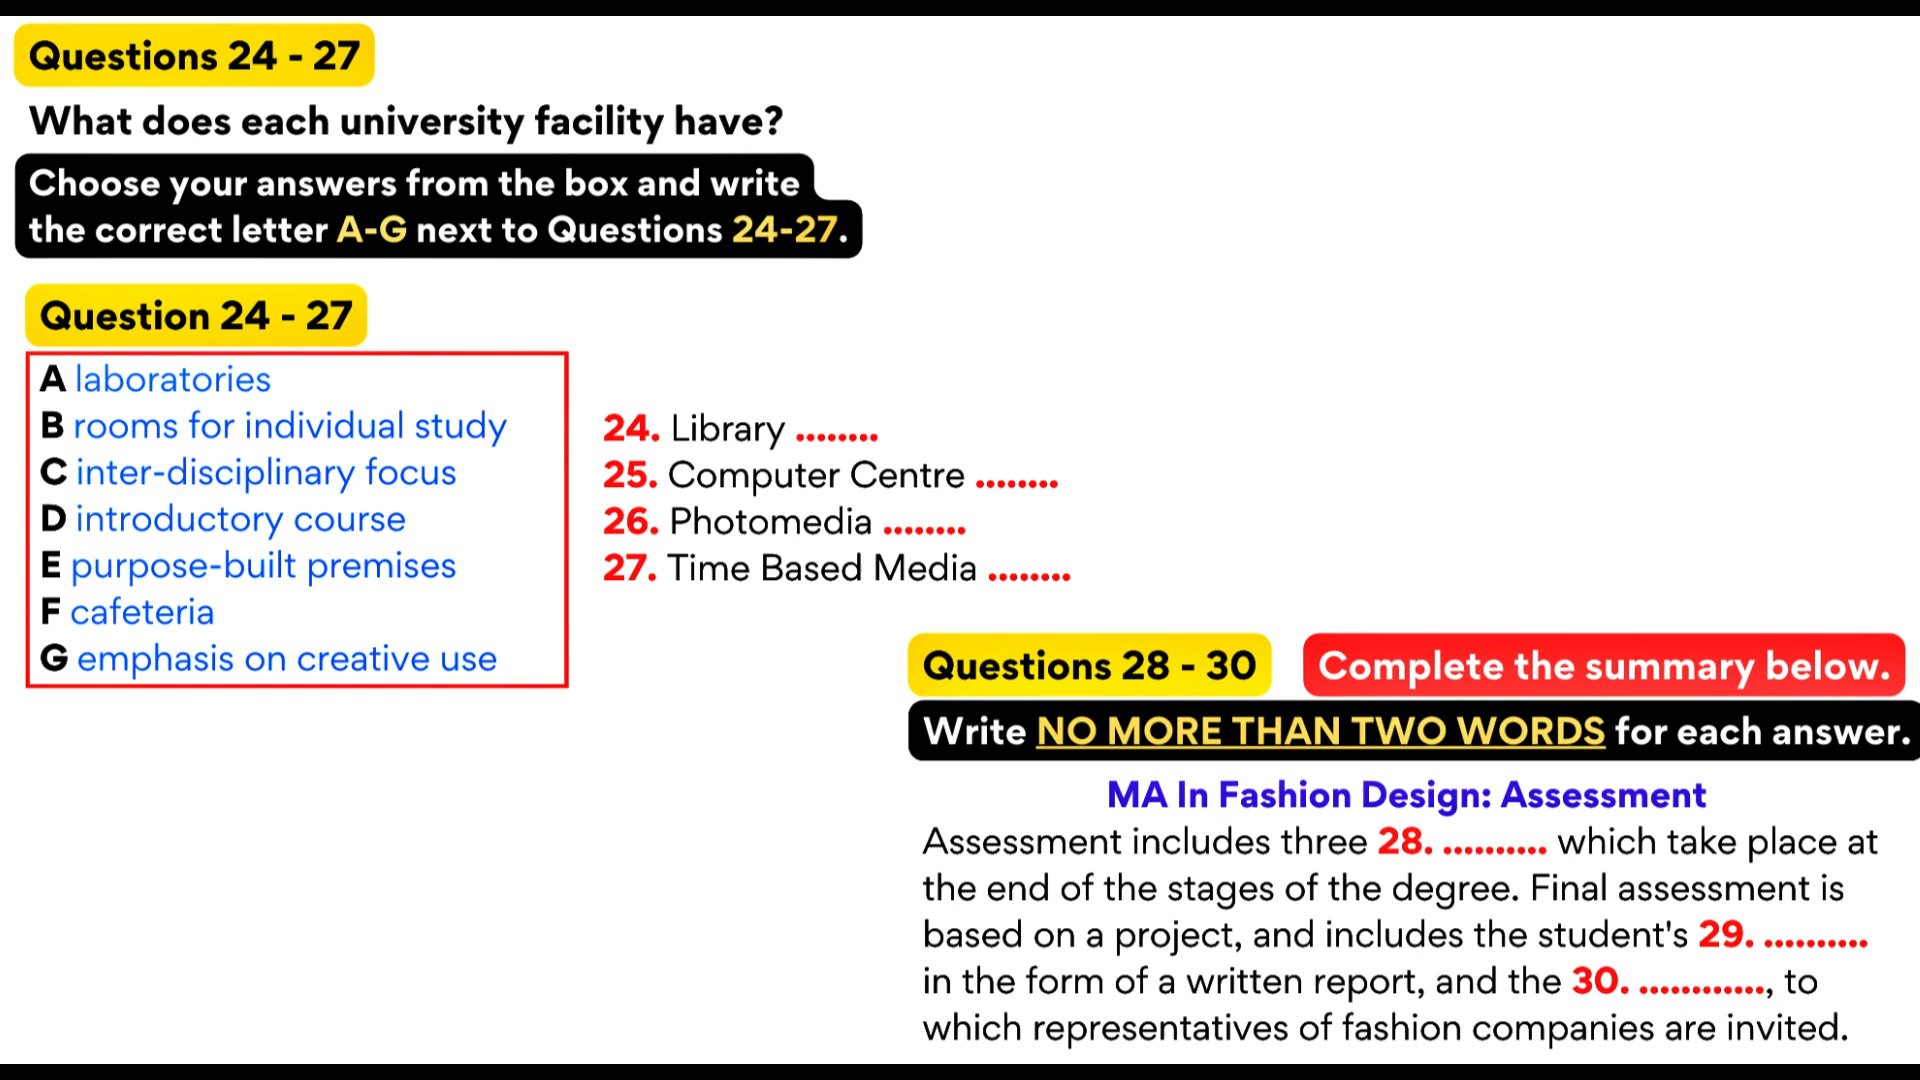 Questions 24 - 27
What does each university facility have?
Choose your answers from the box and write
the correct letter A-G next to Questions 24-27.
Question 24 - 27
A laboratories
B rooms for individual study
C inter-disciplinary focus
D introductory course
E purpose-built premises
F cafeteria
G emphasis on creative use
24. Library ........
25. Computer Centre ........
26. Photomedia ........
27. Time Based Media ........
Questions 28 - 30
Complete the summary below.
Write NO MORE THAN TWO WORDS for each answer.
MA In Fashion Design: Assessment
Assessment includes three 28. .......... which take place at
the end of the stages of the degree. Final assessment is
based on a project, and includes the student's 29. ..........
in the form of a written report, and the 30. ............, to
which representatives of fashion companies are invited.